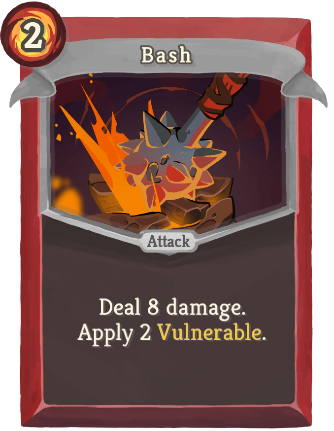 2
Bash
Attack
Deal 8 damage.
Apply 2 Vulnerable.